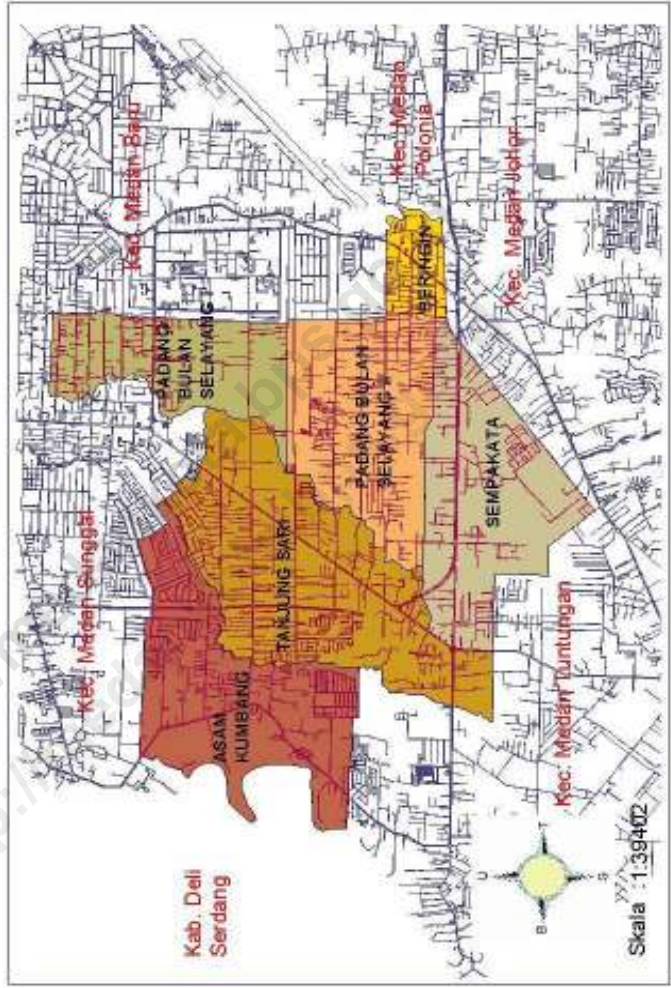 Kec. Medan Sunggal
Kec. Medan Baru
Kab. Deli
Serdang
PADANG
BULAN
SELAYANG
ASAM
KUMBANG
TANJUNG SARI
PADANG BULAN
SELAYANG II
BERINGIN
Kec. Medan
Polonia
SEMPAKATA
Kec. Medan Johor
Kec. Medan Tuntungan
U
B
T
S
Skala : 1:39402